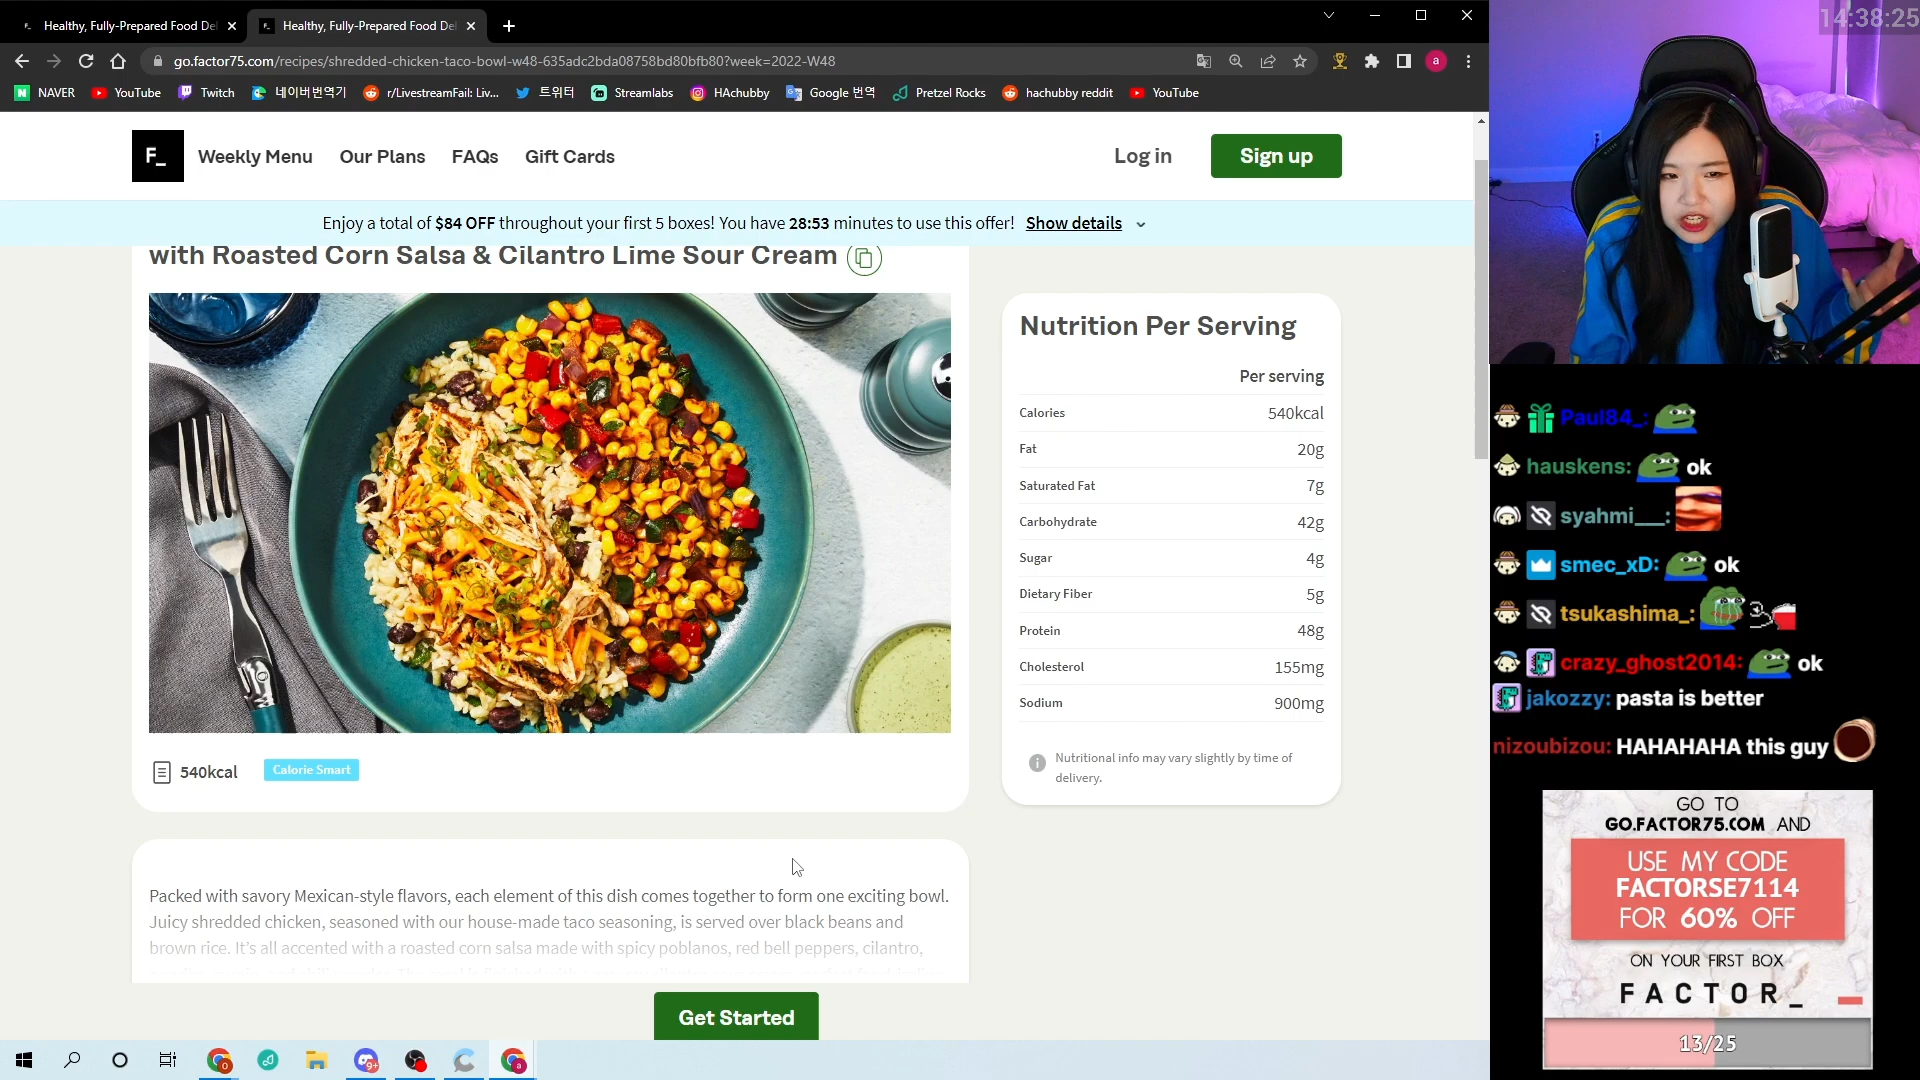 Healthy, Fully-Prepared Food De
Healthy, Fully-Prepared Food De
14:38:25
go.factor75.com/recipes/shredded-chicken-taco-bowl-w48-635adc2bda08758bd80bfb80?week=2022-W48
a
NAVER
YouTube
Twitch
네이버번역기
r/LivestreamFail: Liv...
트위터
Streamlabs
HAchubby
Google 번역
Pretzel Rocks
hachubby reddit
YouTube
F_
Weekly Menu
Our Plans
FAQs
Gift Cards
Log in
Sign up
Enjoy a total of $84 OFF throughout your first 5 boxes! You have 28:53 minutes to use this offer! Show details
with Roasted Corn Salsa & Cilantro Lime Sour Cream
Nutrition Per Serving
Per serving
Calories 540kcal
Fat 20g
Saturated Fat 7g
Carbohydrate 42g
Sugar 4g
Dietary Fiber 5g
Protein 48g
Cholesterol 155mg
Sodium 900mg
Nutritional info may vary slightly by time of
delivery.
540kcal
Calorie Smart
Packed with savory Mexican-style flavors, each element of this dish comes together to form one exciting bowl.
Juicy shredded chicken, seasoned with our house-made taco seasoning, is served over black beans and
brown rice. It's all accented with a roasted corn salsa made with spicy poblanos, red bell peppers, cilantro,
Get Started
Paul84_:
hauskens: ok
syahmi___:
smec_xD: ok
tsukashima_:
crazy_ghost2014: ok
jakozzy: pasta is better
nizoubizou: HAHAHAHA this guy
GO TO
GO.FACTOR75.COM AND
USE MY CODE
FACTORSE7114
FOR 60% OFF
ON YOUR FIRST BOX
FACTOR_
13/25
9+